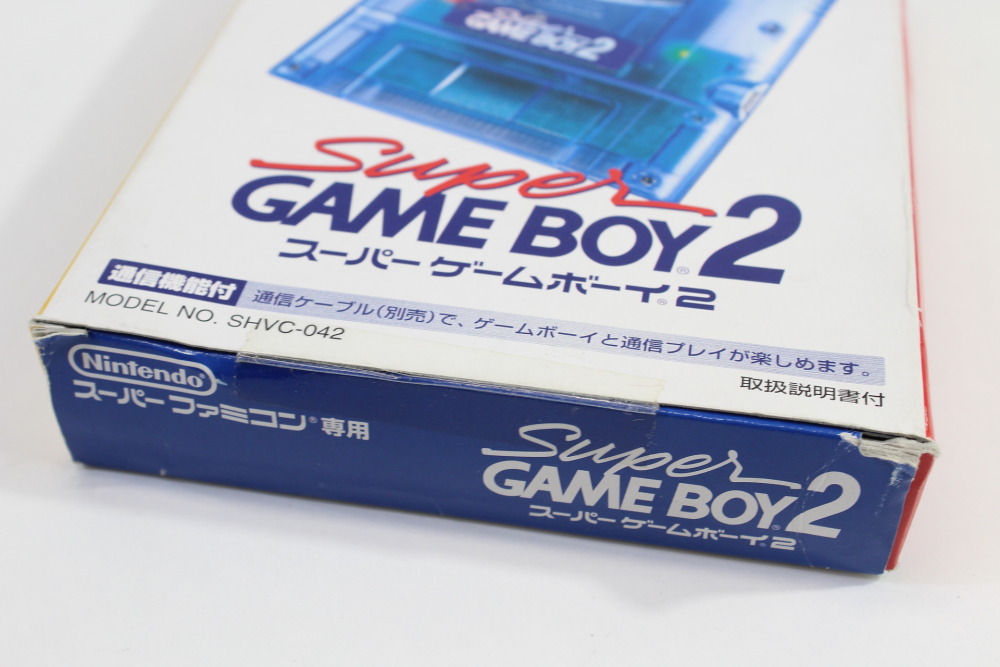 Super
GAME BOY2
Super
GAME BOY®2
スーパーゲームボーイ®2
通信機能付 通信ケーブル(別売)で、ゲームボーイと通信プレイが楽しめます。
MODEL NO. SHVC-042
取扱説明書付
Nintendo®
スーパーファミコン®専用
Super
GAME BOY®2
スーパーゲームボーイ®2